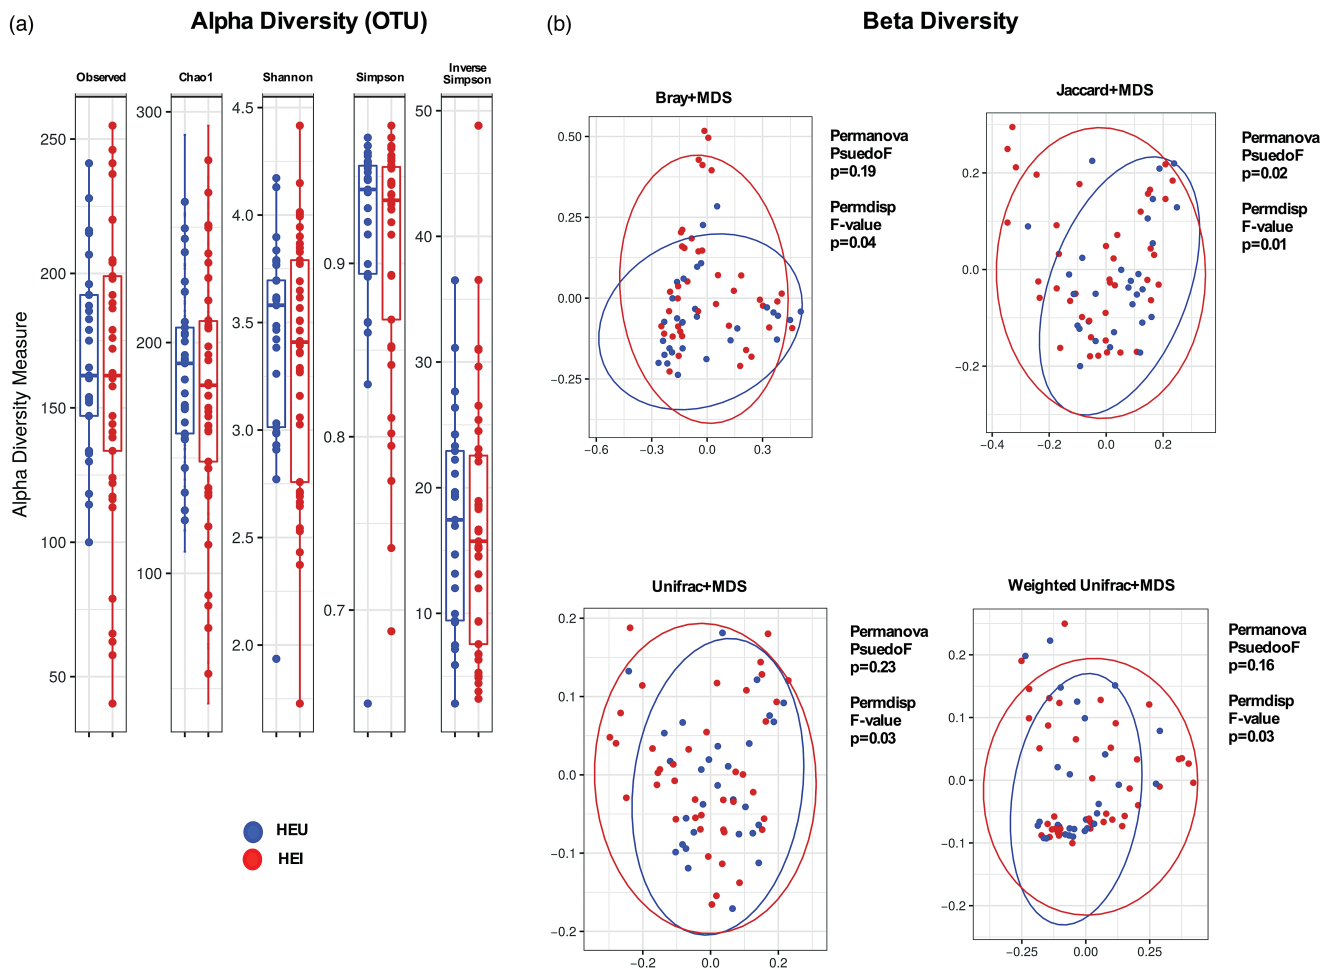 (a)
Alpha Diversity (OTU)
Observed
Chao1
Shannon
Simpson
Inverse
Simpson
Alpha Diversity Measure
250
200
150
100
50
300
200
100
4.5
4.0
3.5
3.0
2.5
2.0
0.9
0.8
0.7
50
40
30
20
10
HEU
HEI
(b)
Beta Diversity
Bray+MDS
0.50
0.25
0.00
−0.25
−0.6
−0.3
0.0
0.3
Permanova
PsuedoF
p=0.19
Permdisp
F-value
p=0.04
Jaccard+MDS
0.2
0.0
−0.2
−0.4
−0.2
0.0
0.2
Permanova
PsuedoF
p=0.02
Permdisp
F-value
p=0.01
Unifrac+MDS
0.2
0.1
0.0
−0.1
−0.2
−0.2
0.0
0.2
Permanova
PsuedoF
p=0.23
Permdisp
F-value
p=0.03
Weighted Unifrac+MDS
0.2
0.1
0.0
−0.1
−0.2
−0.25
0.00
0.25
Permanova
PsuedooF
p=0.16
Permdisp
F-value
p=0.03